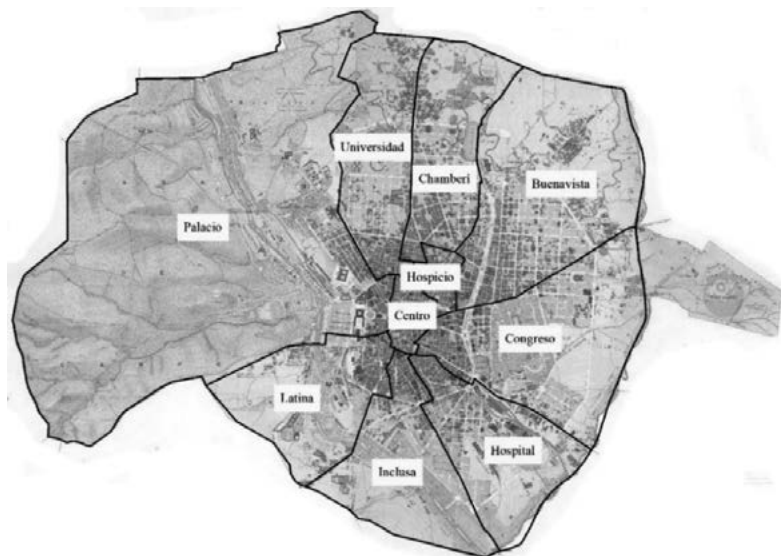 Universidad
Chamberí
Buenavista
Palacio
Hospicio
Centro
Congreso
Latina
Hospital
Inclusa